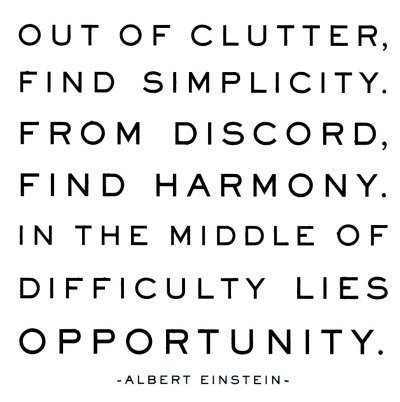 OUT OF CLUTTER,
FIND SIMPLICITY.
FROM DISCORD,
FIND HARMONY.
IN THE MIDDLE OF
DIFFICULTY LIES
OPPORTUNITY.
-ALBERT EINSTEIN-